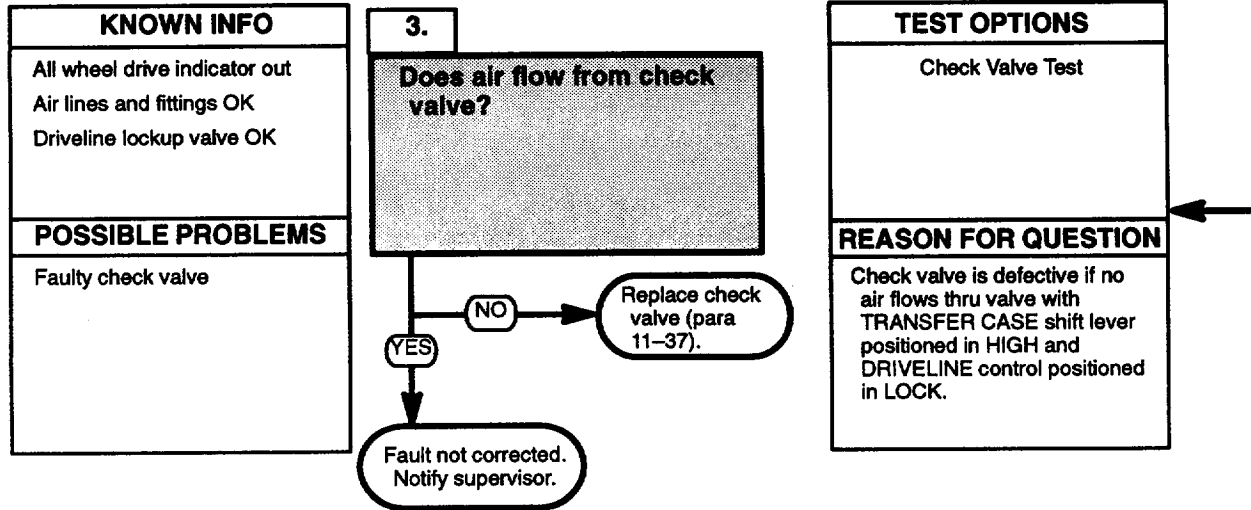 KNOWN INFO
All wheel drive indicator out
Air lines and fittings OK
Driveline lockup valve OK
POSSIBLE PROBLEMS
Faulty check valve
3.
Does air flow from check
valve?
NO
Replace check
valve (para
11–37).
YES
Fault not corrected.
Notify supervisor.
TEST OPTIONS
Check Valve Test
REASON FOR QUESTION
Check valve is defective if no
air flows thru valve with
TRANSFER CASE shift lever
positioned in HIGH and
DRIVELINE control positioned
in LOCK.